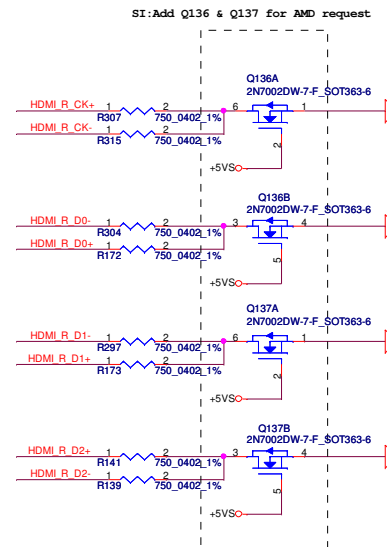 SI:Add Q136 & Q137 for AMD request
Q136A
2N7002DW-7-F_SOT363-6
HDMI_R_CK+ 1 2 6 1
R307 750_0402_1%
HDMI_R_CK- 1 2
R315 750_0402_1% 2
+5VS
Q136B
2N7002DW-7-F_SOT363-6
HDMI_R_D0- 1 2 3 4
R304 750_0402_1%
HDMI_R_D0+ 1 2
R172 750_0402_1% 5
+5VS
Q137A
2N7002DW-7-F_SOT363-6
HDMI_R_D1- 1 2 6 1
R297 750_0402_1%
HDMI_R_D1+ 1 2
R173 750_0402_1% 2
+5VS
Q137B
2N7002DW-7-F_SOT363-6
HDMI_R_D2+ 1 2 3 4
R141 750_0402_1%
HDMI_R_D2- 1 2
R139 750_0402_1% 5
+5VS